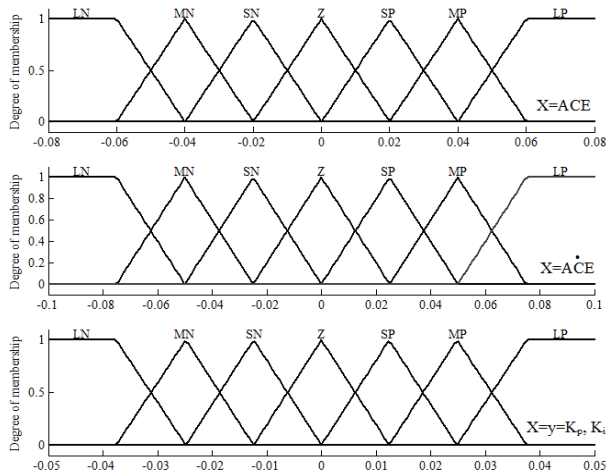 LN MN SN Z SP MP LP
Degree of membership
1
0.5
0
X=ACE
-0.08 -0.06 -0.04 -0.02 0 0.02 0.04 0.06 0.08
LN MN SN Z SP MP LP
Degree of membership
1
0.8
0.6
0.4
0.2
0
X=AĊE
-0.1 -0.08 -0.06 -0.04 -0.02 0 0.02 0.04 0.06 0.08 0.1
LN MN SN Z SP MP LP
Degree of membership
1
0.5
0
X=y=Kₚ, Kᵢ
-0.05 -0.04 -0.03 -0.02 -0.01 0 0.01 0.02 0.03 0.04 0.05